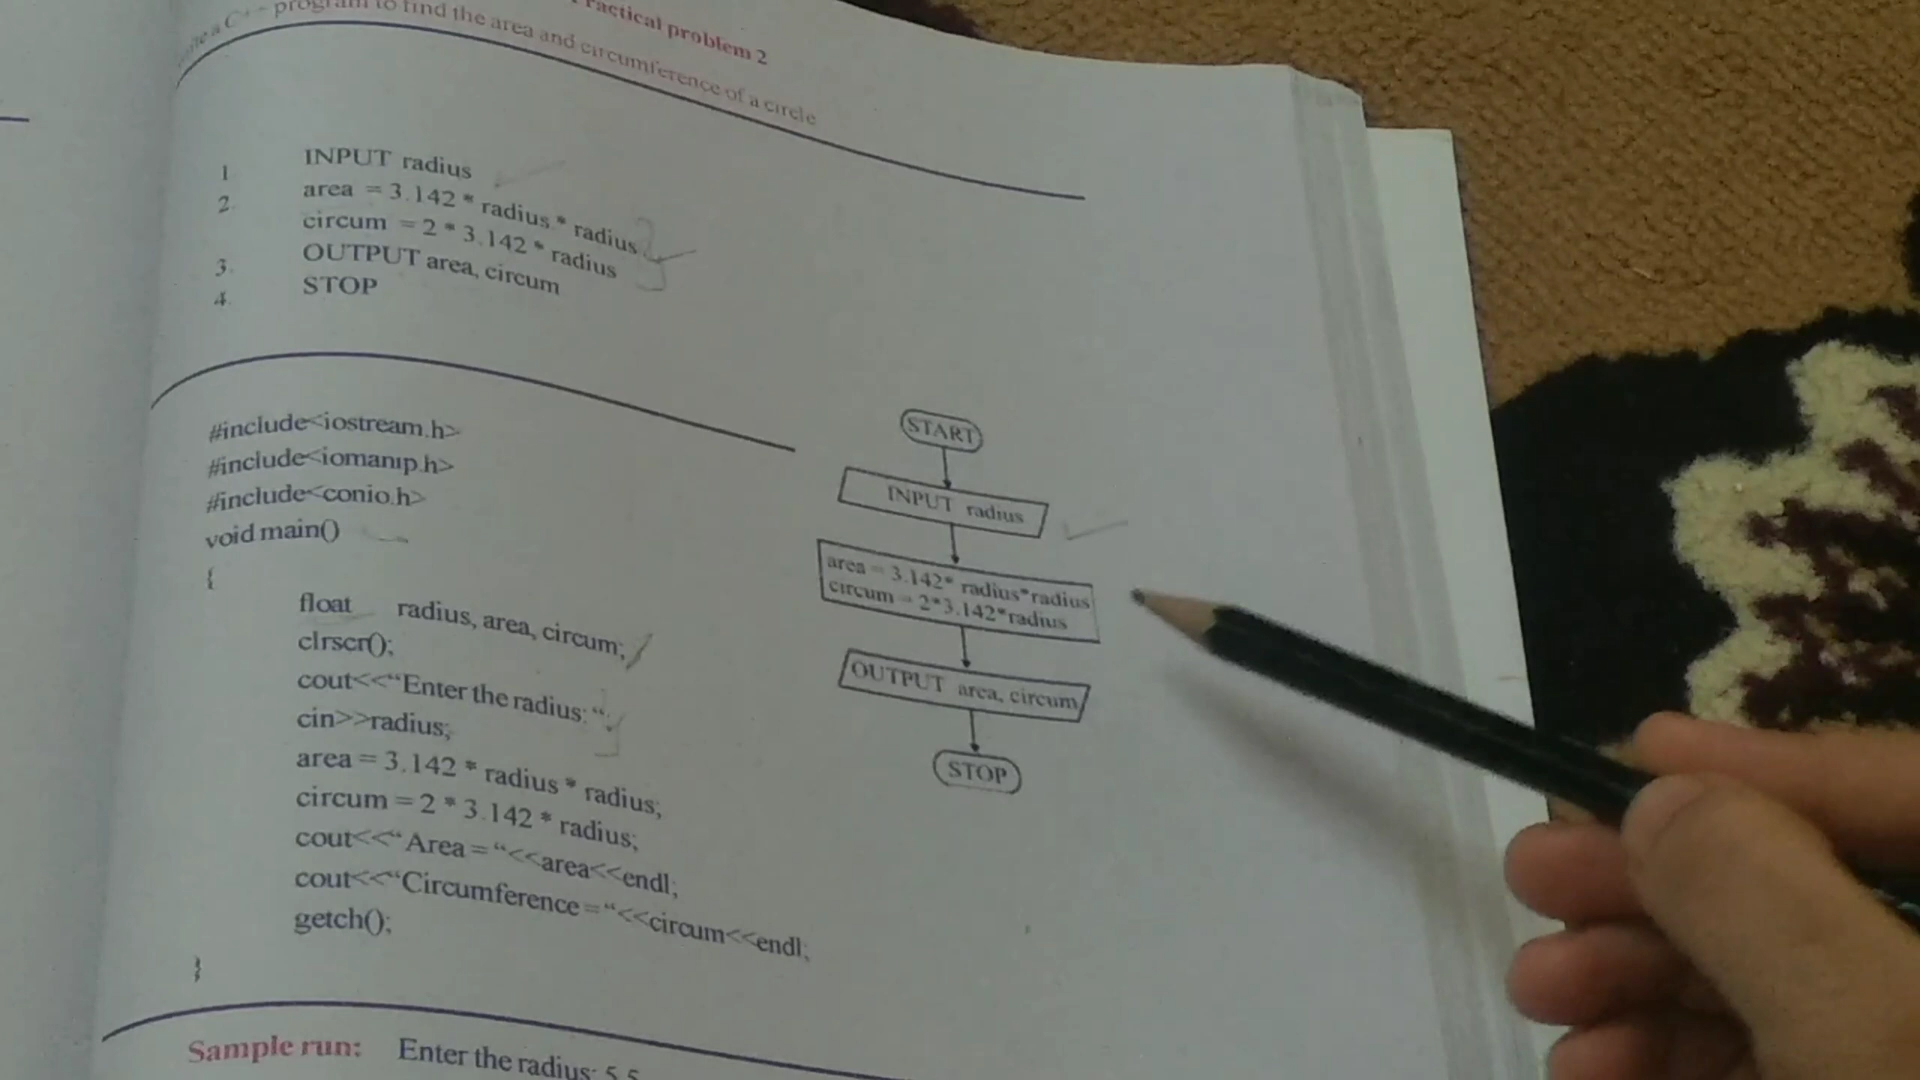 Practical problem 2
a C++ program to find the area and circumference of a circle
1 INPUT radius
2. area = 3.142 * radius * radius
circum = 2 * 3.142 * radius
3. OUTPUT area, circum
4. STOP
#include<iostream.h>
#include<iomanip.h>
#include<conio.h>
void main()
{
float radius, area, circum;
clrscr();
cout<<“Enter the radius: “;
cin>>radius;
area = 3.142 * radius * radius;
circum = 2 * 3.142 * radius;
cout<<“Area = “<<area<<endl;
cout<<“Circumference = “<<circum<<endl;
getch();
}
START
INPUT radius
area = 3.142* radius*radius
circum = 2*3.142*radius
OUTPUT area, circum
STOP
Sample run: Enter the radius: 5.5